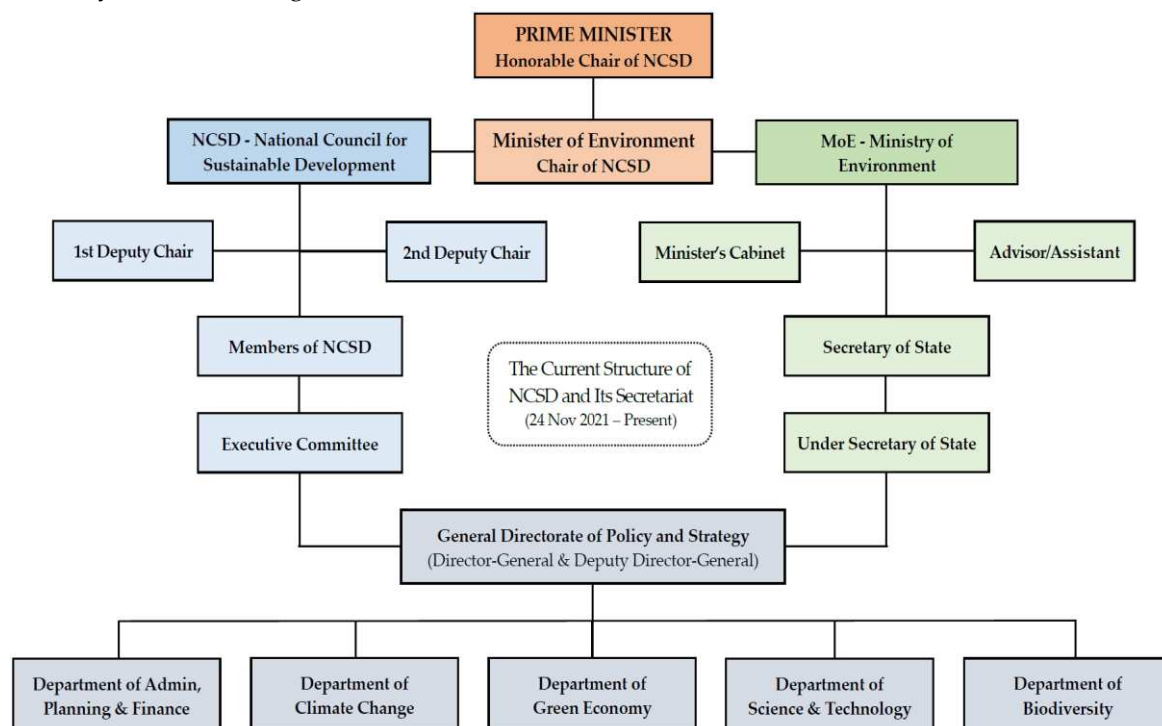 PRIME MINISTER
Honorable Chair of NCSD
NCSD - National Council for
Sustainable Development
Minister of Environment
Chair of NCSD
MoE - Ministry of
Environment
1st Deputy Chair
2nd Deputy Chair
Minister's Cabinet
Advisor/Assistant
Members of NCSD
The Current Structure of
NCSD and Its Secretariat
(24 Nov 2021 – Present)
Secretary of State
Executive Committee
Under Secretary of State
General Directorate of Policy and Strategy
(Director-General & Deputy Director-General)
Department of Admin,
Planning & Finance
Department of
Climate Change
Department of
Green Economy
Department of
Science & Technology
Department of
Biodiversity